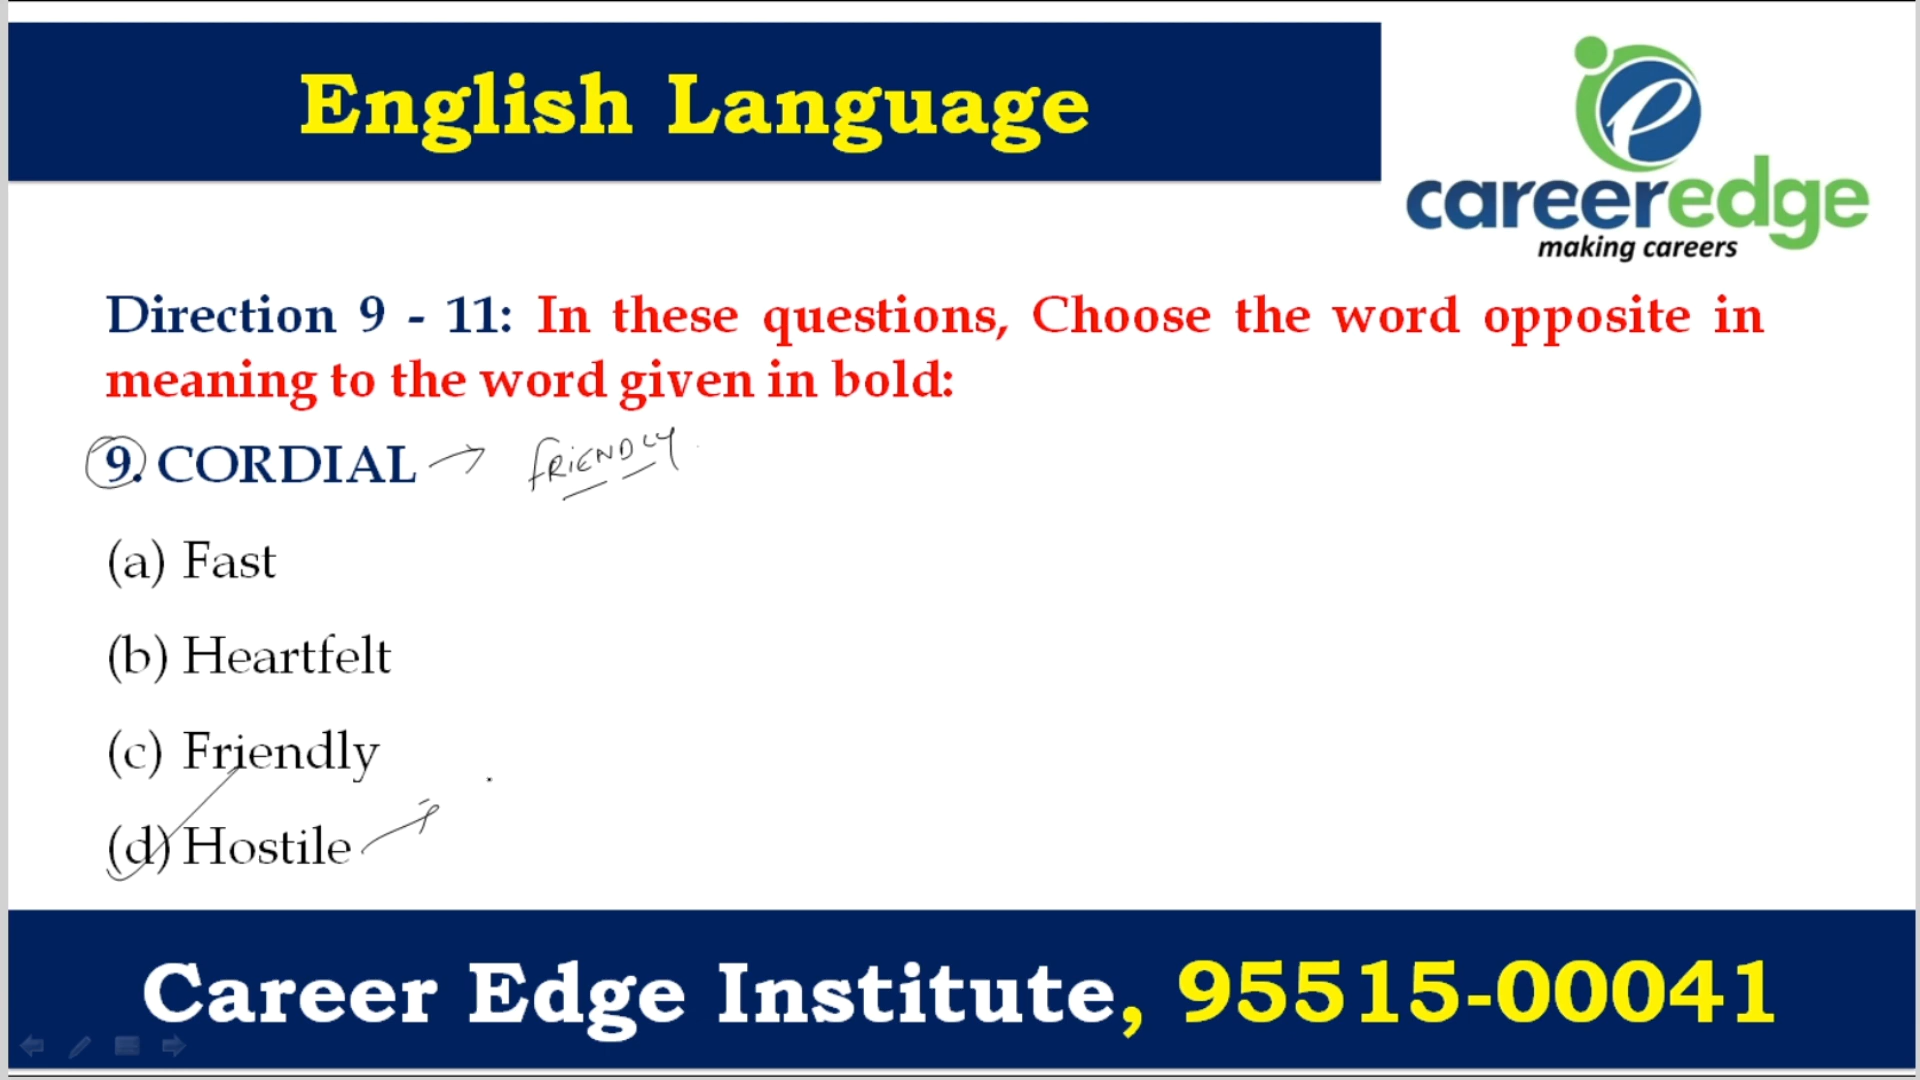 English Language
careeredge
making careers
Direction 9 - 11: In these questions, Choose the word opposite in
meaning to the word given in bold:
9. CORDIAL → FRIENDLY
(a) Fast
(b) Heartfelt
(c) Friendly
(d) Hostile
Career Edge Institute, 95515-00041